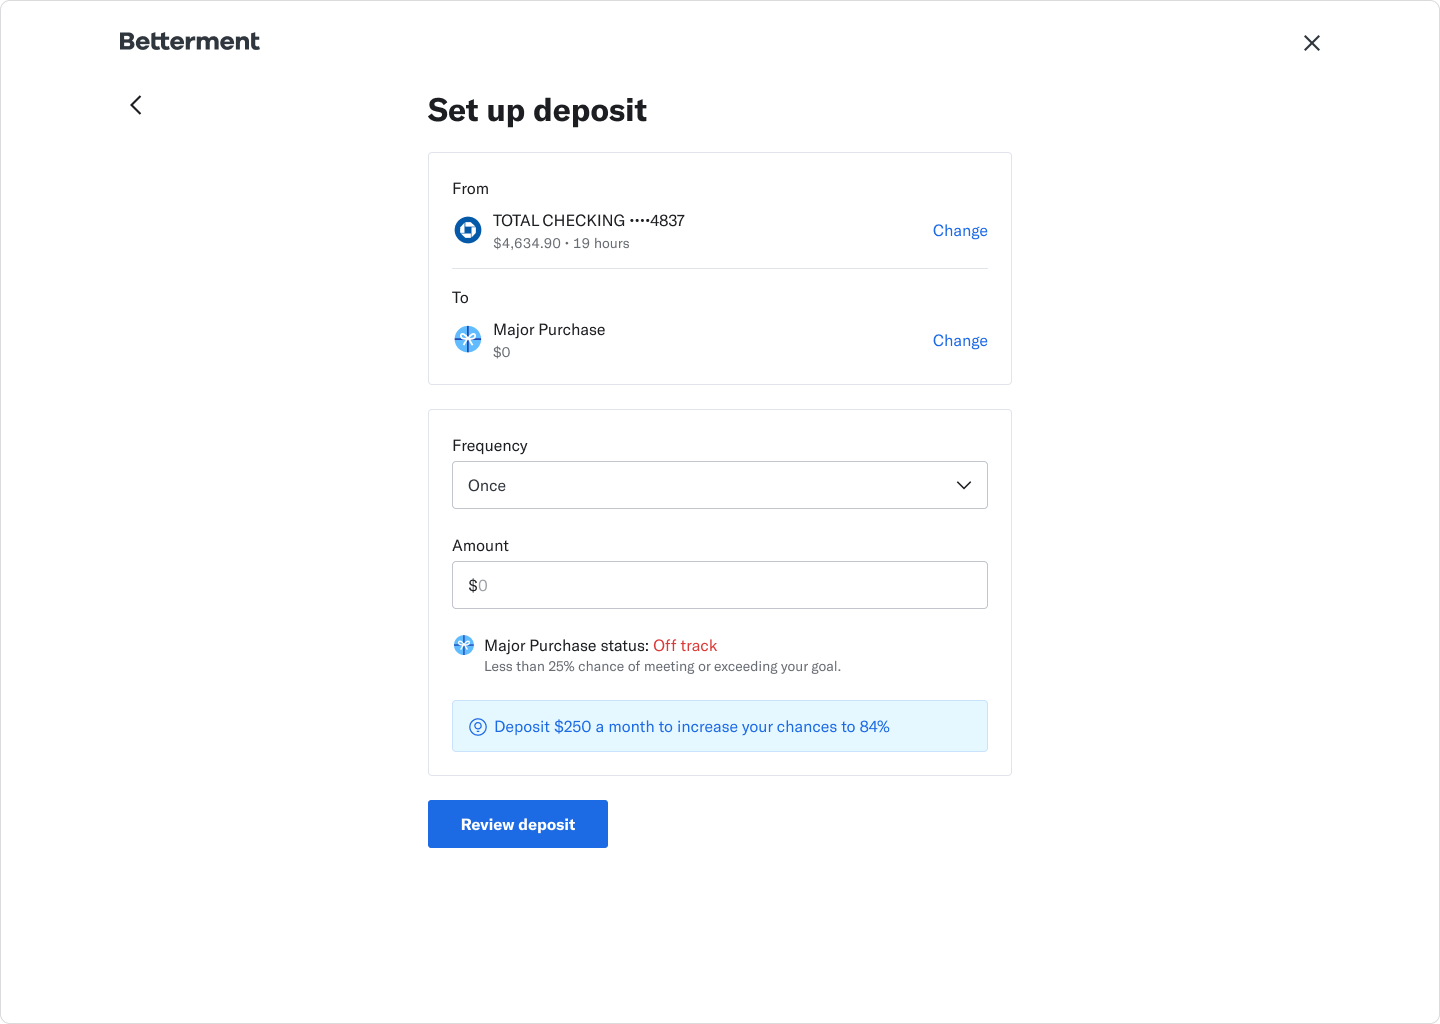 Betterment
Set up deposit
From
TOTAL CHECKING ••••4837
$4,634.90 • 19 hours
Change
To
Major Purchase
$0
Change
Frequency
Once
Amount
$0
Major Purchase status: Off track
Less than 25% chance of meeting or exceeding your goal.
Deposit $250 a month to increase your chances to 84%
Review deposit